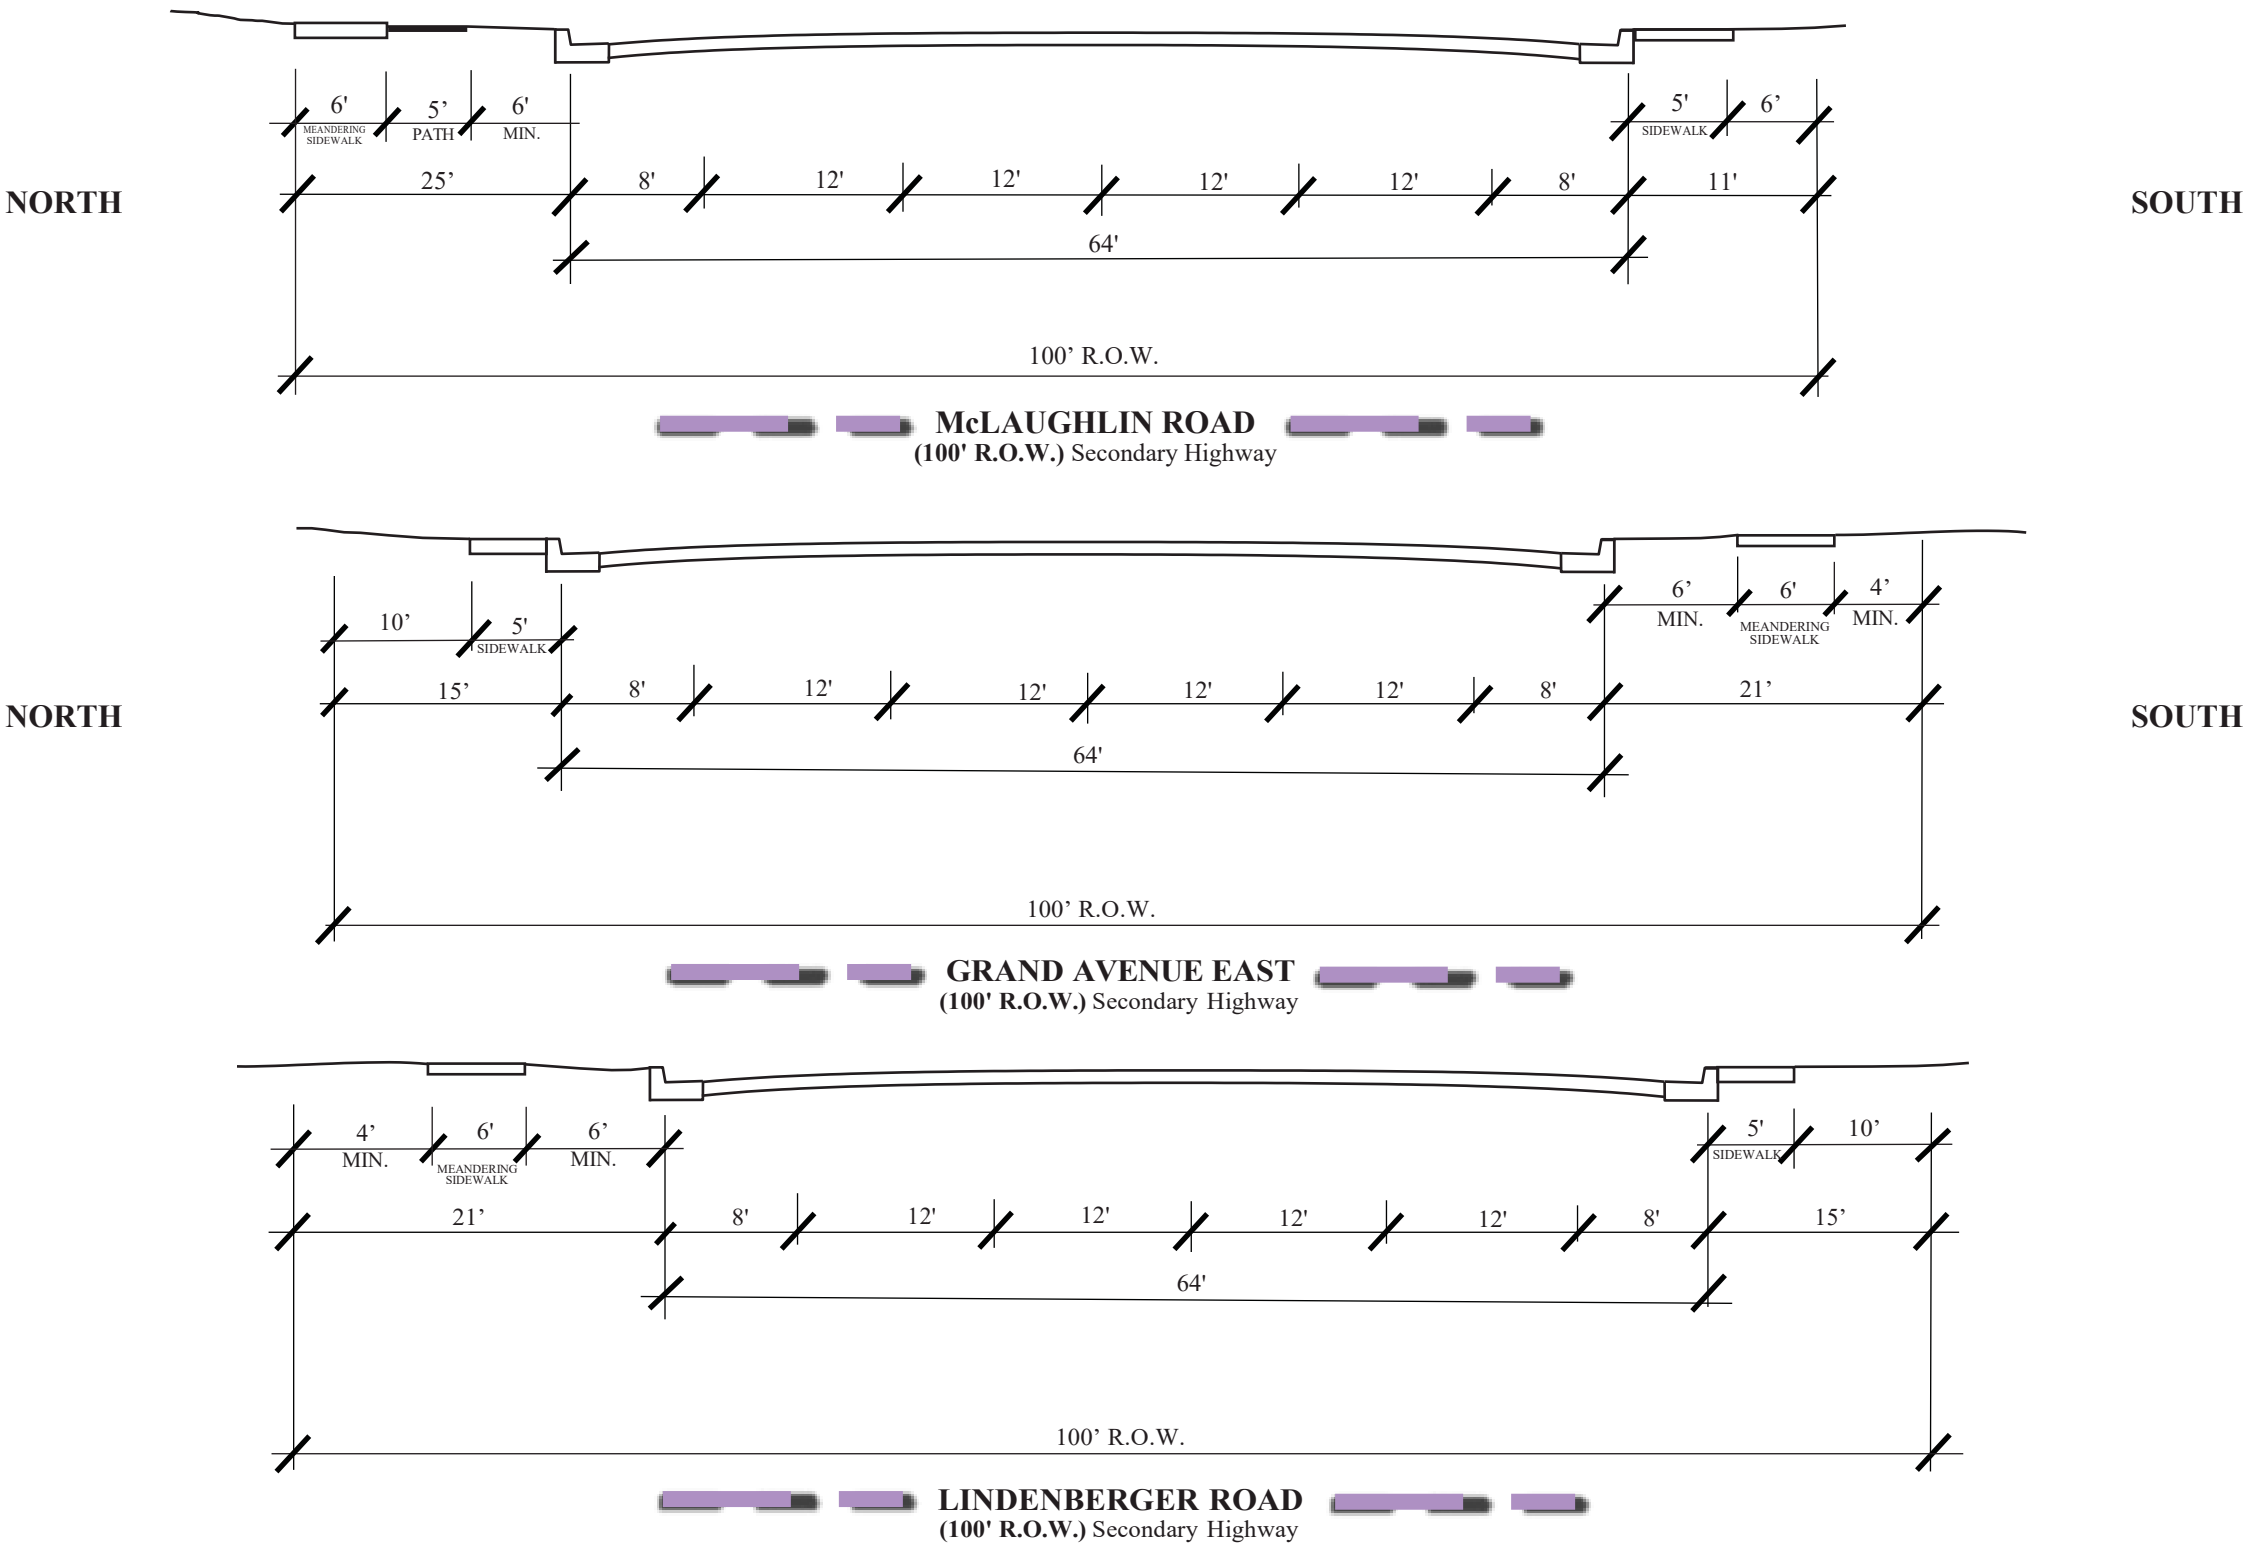 6' 5’ 6' 5' 6’
MEANDERING PATH MIN. SIDEWALK
SIDEWALK
25’ 8' 12' 12' 12' 12' 8' 11'
NORTH SOUTH
64'
100’ R.O.W.
McLAUGHLIN ROAD
(100' R.O.W.) Secondary Highway
6’ 6' 4’
MIN. MEANDERING MIN.
SIDEWALK
10’ 5'
SIDEWALK
15’ 8' 12' 12' 12' 12' 8' 21’
NORTH SOUTH
64'
100’ R.O.W.
GRAND AVENUE EAST
(100' R.O.W.) Secondary Highway
4’ 6' 6’ 5' 10’
MIN. MEANDERING MIN. SIDEWALK
SIDEWALK
21’ 8' 12' 12' 12' 12' 8' 15’
64'
100’ R.O.W.
LINDENBERGER ROAD
(100' R.O.W.) Secondary Highway